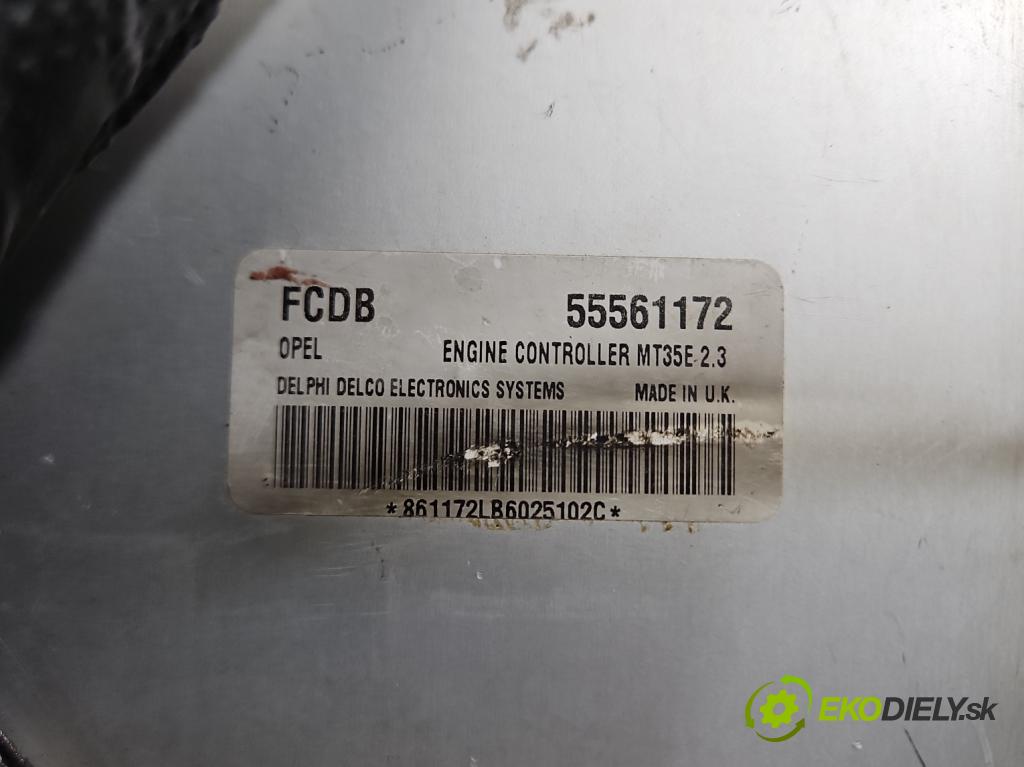 FCDB 55561172
OPEL ENGINE CONTROLLER MT35E 2.3
DELPHI DELCO ELECTRONICS SYSTEMS MADE IN U.K.
*861172LB6025102C*
EKODIELY.sk